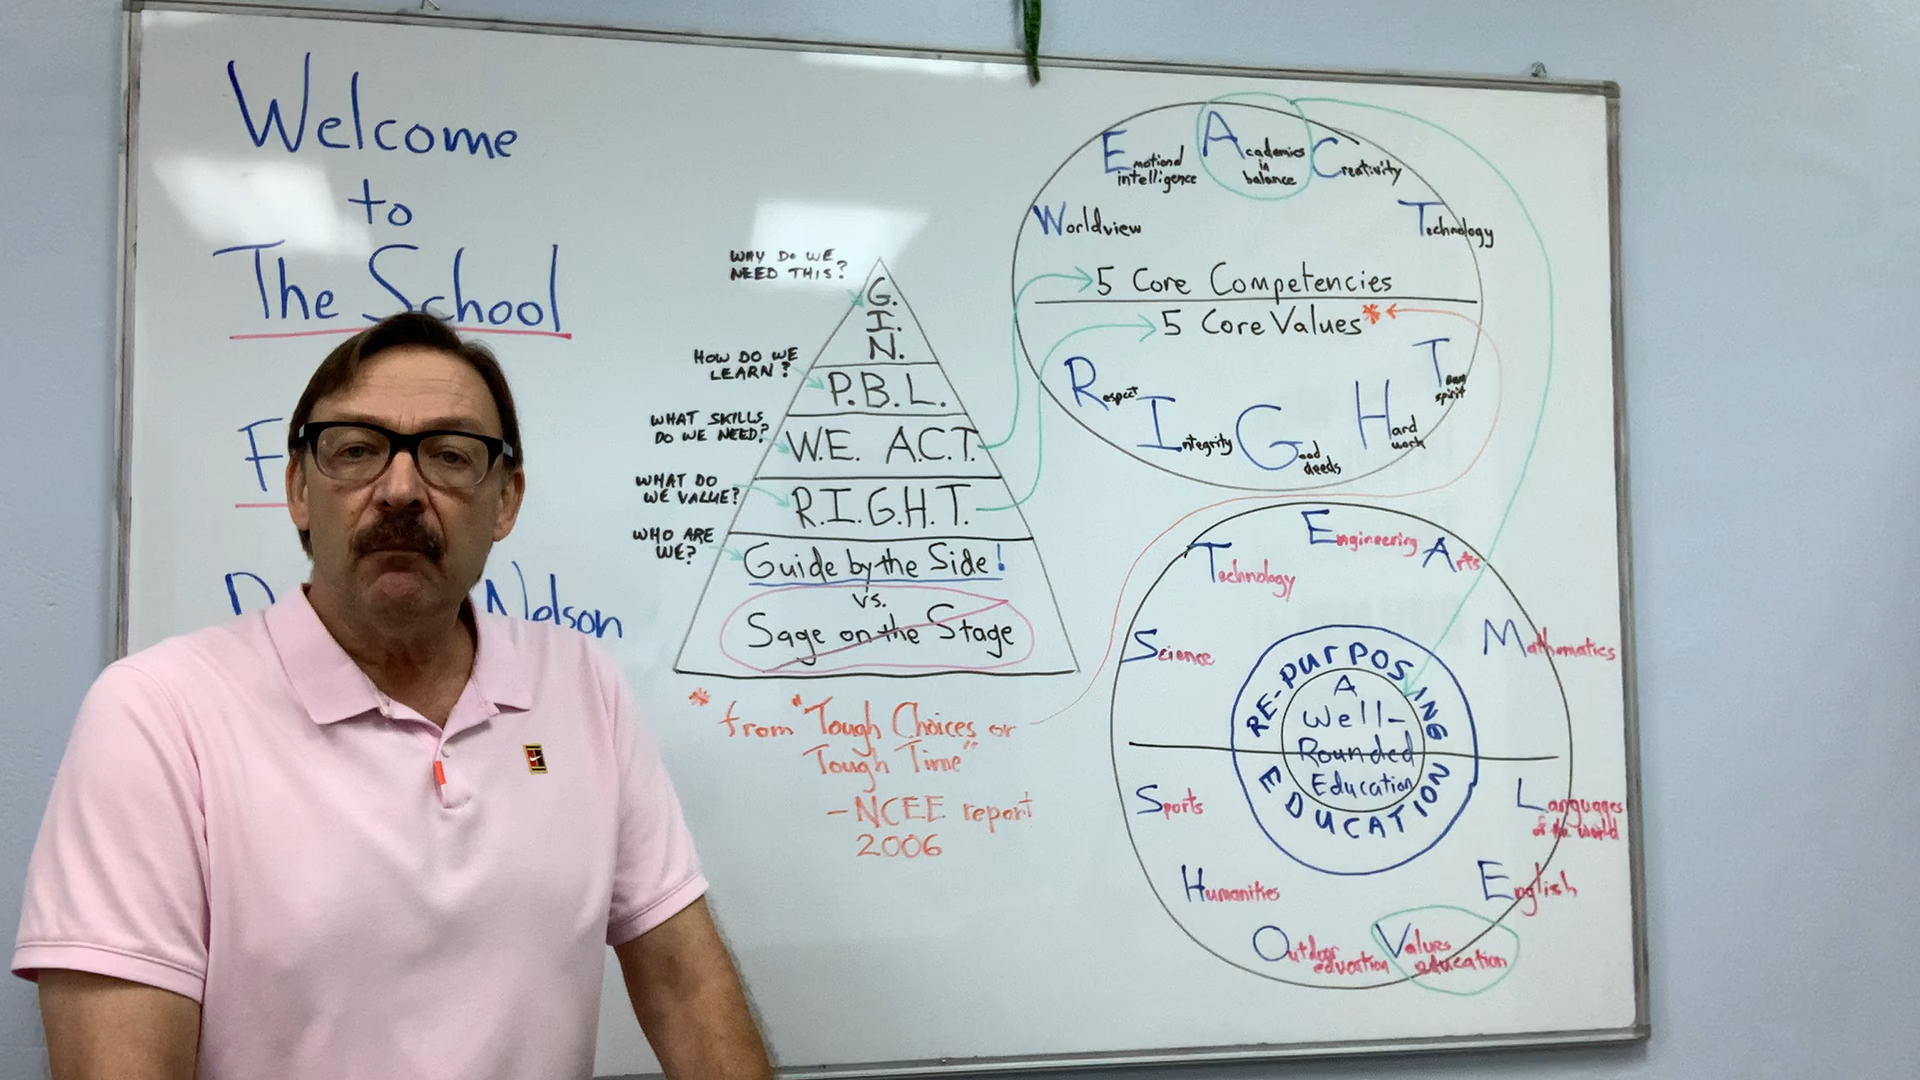 Welcome
to
The School
F
Nelson
WHY DO WE
NEED THIS?
G.
I.
N.
HOW DO WE
LEARN?
P.B.L.
WHAT SKILLS
DO WE NEED?
W.E. A.C.T.
WHAT DO
WE VALUE?
R.I.G.H.T.
WHO ARE
WE?
Guide by the Side!
vs.
Sage on the Stage
* from "Tough Choices or
Tough Time"
- NCEE report
2006
Emotional
intelligence
Academics
in
balance
Creativity
Worldview
Technology
5 Core Competencies
5 Core Values*
Respect
Integrity
Good
deeds
Hard
work
Team
spirit
Engineering
Technology
Arts
Science
Mathematics
RE-PURPOSING
EDUCATION
A
Well-
Rounded
Education
Sports
Languages
of the world
Humanities
English
Outdoor
education
Values
education